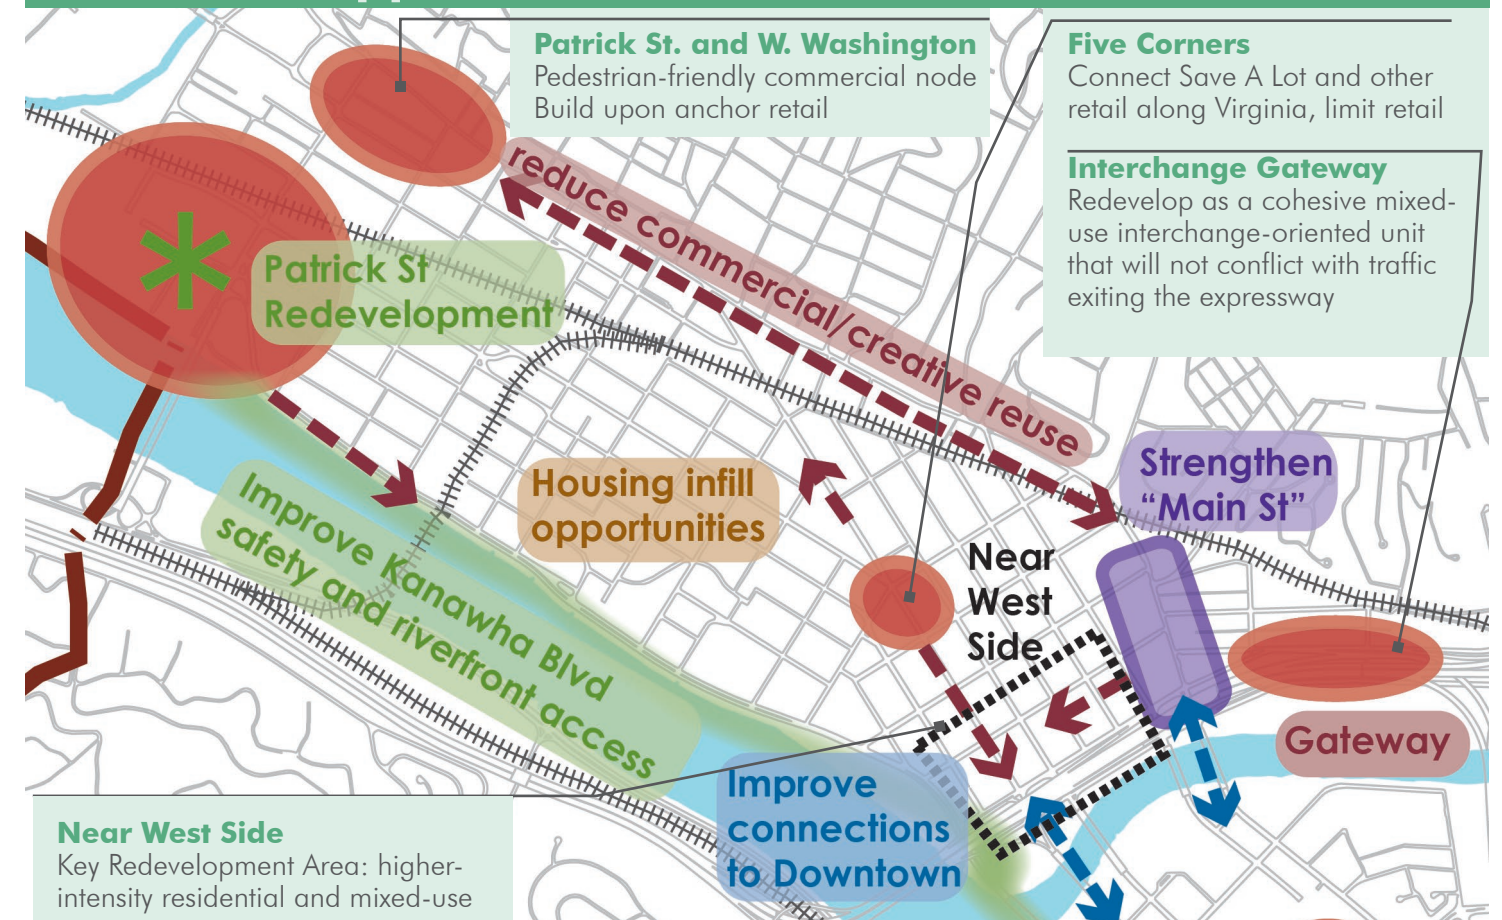 Patrick St. and W. Washington
Pedestrian-friendly commercial node
Build upon anchor retail
Five Corners
Connect Save A Lot and other
retail along Virginia, limit retail
Interchange Gateway
Redevelop as a cohesive mixed-
use interchange-oriented unit
that will not conflict with traffic
exiting the expressway
reduce commercial/creative reuse
Patrick St
Redevelopment
Strengthen
“Main St”
Housing infill
opportunities
Improve Kanawha Blvd
safety and riverfront access
Near
West
Side
Gateway
Improve
connections
to Downtown
Near West Side
Key Redevelopment Area: higher-
intensity residential and mixed-use